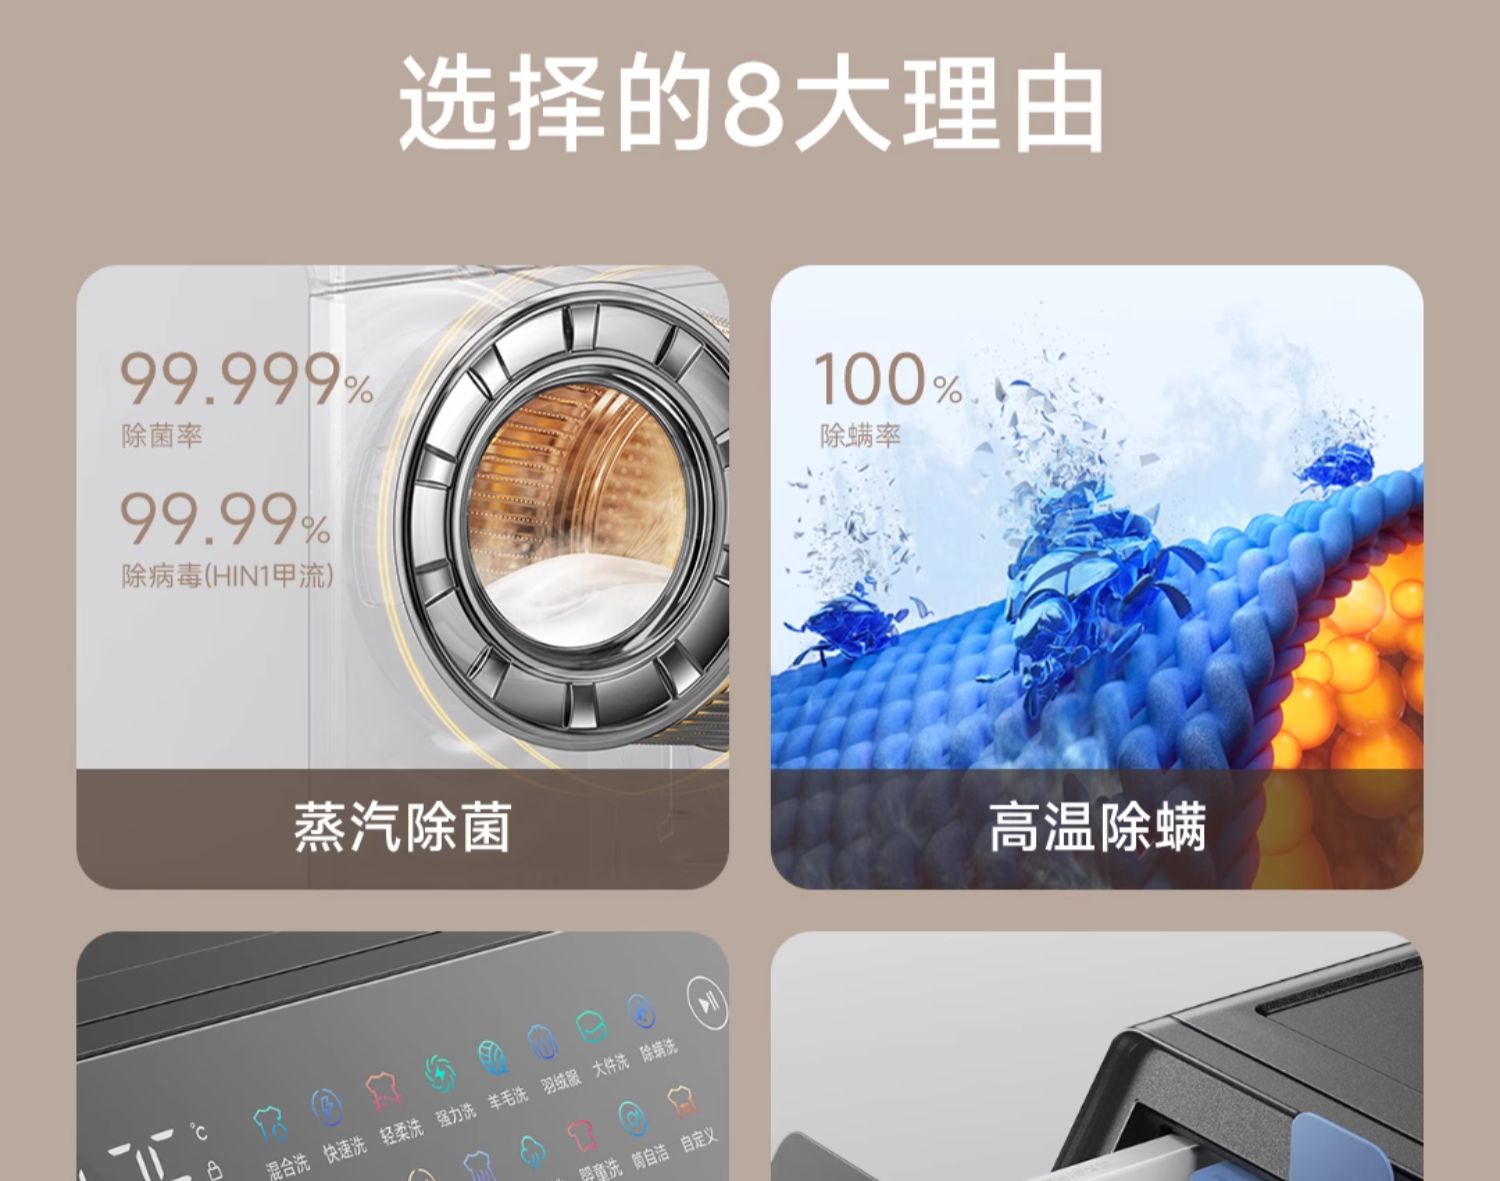 选择的8大理由
99.999%
除菌率
99.99%
除病毒(HIN1甲流)
蒸汽除菌
100%
除螨率
高温除螨
℃
混合洗
快速洗
轻柔洗
强力洗
羊毛洗
羽绒服
大件洗
除螨洗
婴童洗
筒自洁
自定义